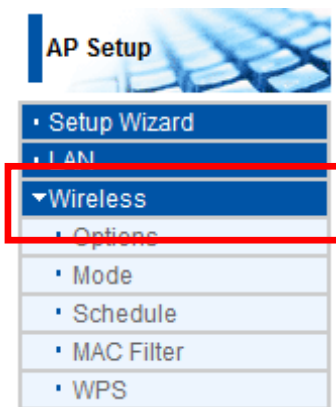 AP Setup
Setup Wizard
LAN
Wireless
Options
Mode
Schedule
MAC Filter
WPS